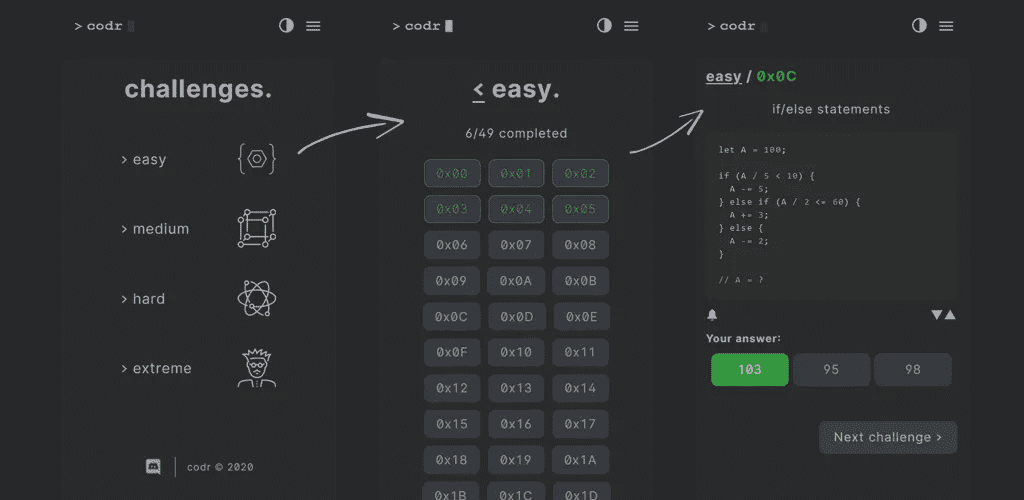 > codr
challenges.
> easy
> medium
> hard
> extreme
codr © 2020
> codr
< easy.
6/49 completed
0x00 0x01 0x02
0x03 0x04 0x05
0x06 0x07 0x08
0x09 0x0A 0x0B
0x0C 0x0D 0x0E
0x0F 0x10 0x11
0x12 0x13 0x14
0x15 0x16 0x17
0x18 0x19 0x1A
0x1B 0x1C 0x1D
> codr
easy / 0x0C
if/else statements
let A = 100;
if (A / 5 < 10) {
A -= 5;
} else if (A / 2 <= 60) {
A += 3;
} else {
A -= 2;
}
// A = ?
Your answer:
103 95 98
Next challenge >